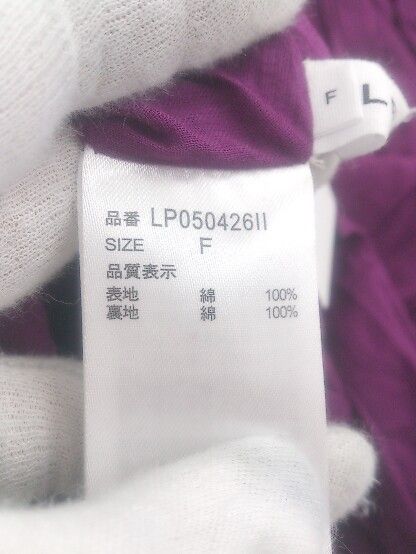 F L
品番 LP050426II
SIZE F
品質表示
表地 綿 100%
裏地 綿 100%